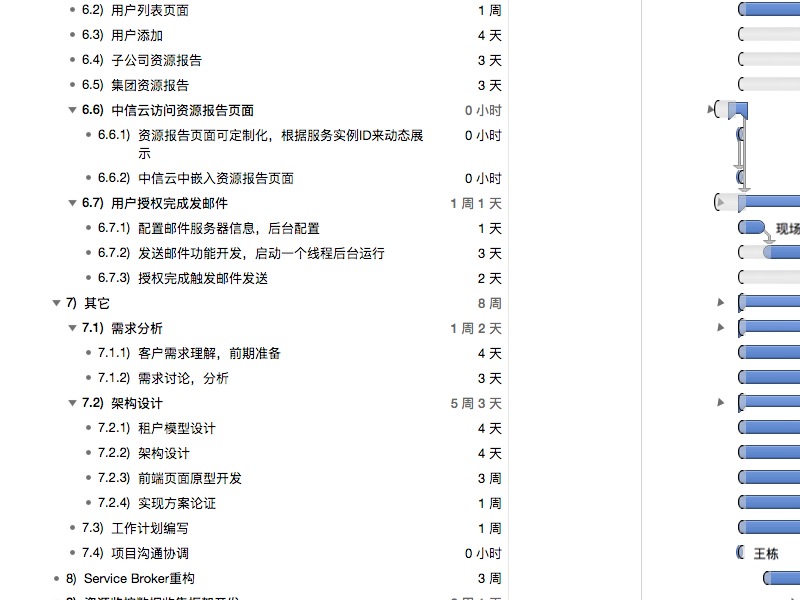 6.2) 用户列表页面 1 周
6.3) 用户添加 4 天
6.4) 子公司资源报告 3 天
6.5) 集团资源报告 3 天
6.6) 中信云访问资源报告页面 0 小时
6.6.1) 资源报告页面可定制化，根据服务实例ID来动态展 0 小时
示
6.6.2) 中信云中嵌入资源报告页面 0 小时
6.7) 用户授权完成发邮件 1 周 1 天
6.7.1) 配置邮件服务器信息，后台配置 1 天 现场
6.7.2) 发送邮件功能开发，启动一个线程后台运行 3 天
6.7.3) 授权完成触发邮件发送 2 天
7) 其它 8 周
7.1) 需求分析 1 周 2 天
7.1.1) 客户需求理解，前期准备 4 天
7.1.2) 需求讨论，分析 3 天
7.2) 架构设计 5 周 3 天
7.2.1) 租户模型设计 4 天
7.2.2) 架构设计 4 天
7.2.3) 前端页面原型开发 3 周
7.2.4) 实现方案论证 1 周
7.3) 工作计划编写 1 周
7.4) 项目沟通协调 0 小时 王栋
8) Service Broker重构 3 周